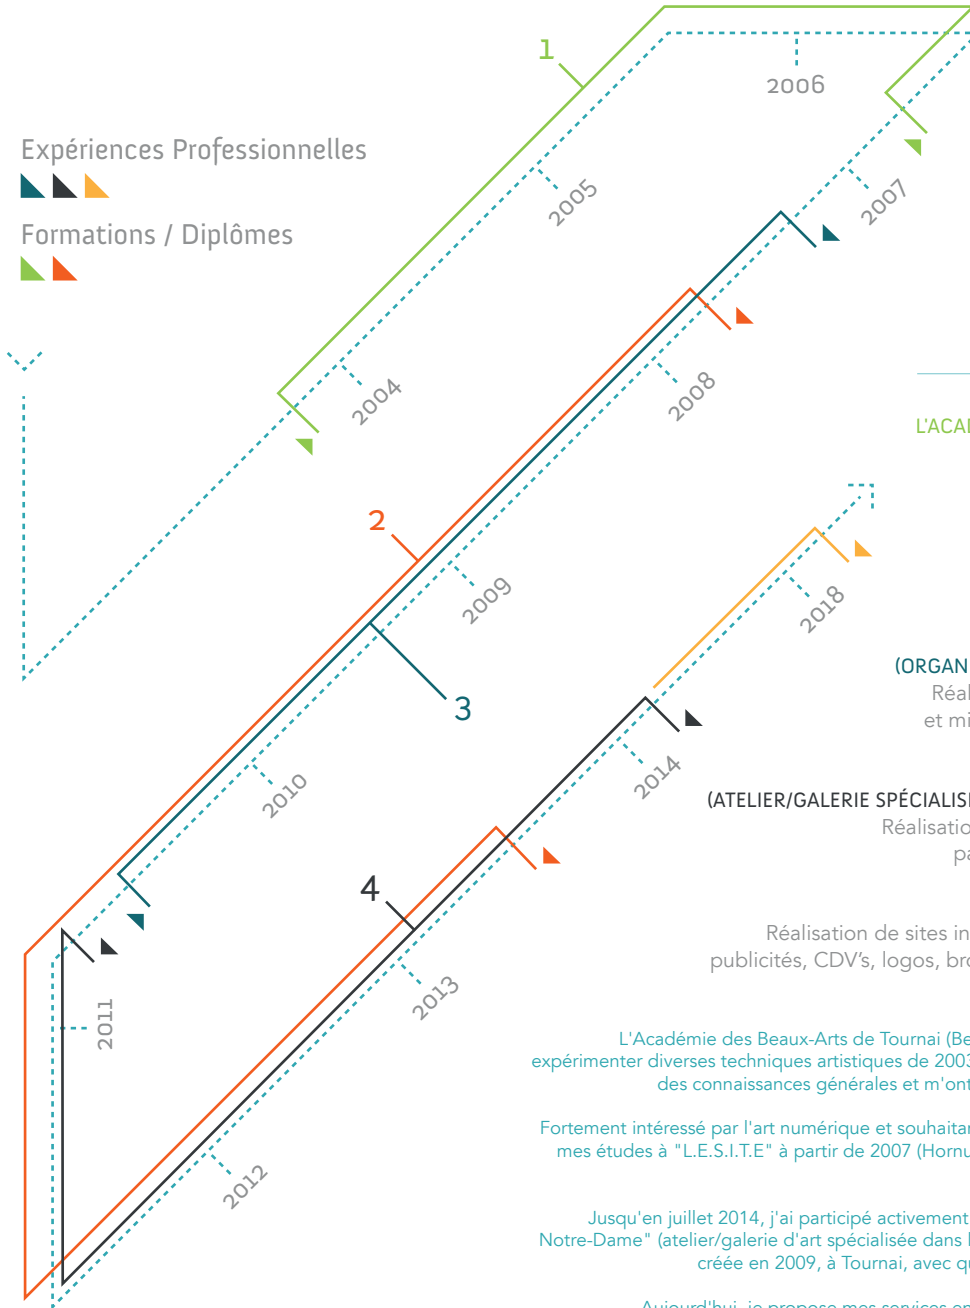 1
2006
Expériences Professionnelles
2005
2007
Formations / Diplômes
2004
2008
2
2009
2018
3
(ORGAN
Réal
et mi
2010
2014
(ATELIER/GALERIE
Réalisatio
pa
4
Réalisation de sites in
publicités, CDV's, logos, bro
2013
2011
L'Académie des Beaux-Arts de Tournai (Be
expérimenter diverses techniques artistiques de 2003
des connaissances générales et m'ont
Fortement intéressé par l'art numérique et souhaitan
mes études à "L.E.S.I.T.E" à partir de 2007 (Hornu
2012
Jusqu'en juillet 2014, j'ai participé activement
Notre-Dame" (atelier/galerie d'art spécialisée dans l
créée en 2009, à Tournai, avec qu